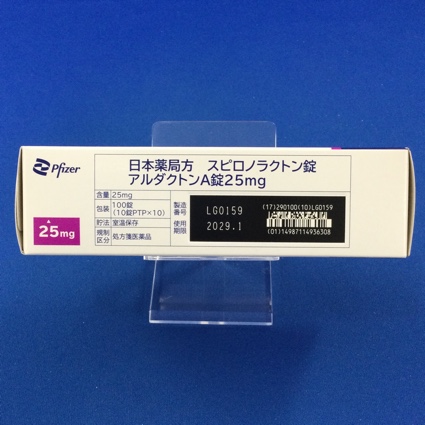 Pfizer
日本薬局方 スピロノラクトン錠
アルダクトンA錠25mg
含量 25mg
包装 100錠
(10錠PTP×10)
貯法 室温保存
規制区分 処方箋医薬品
製造番号 LG0159
使用期限 2029.1
(17)290100(10)LG0159
(01)14987114936308
25mg